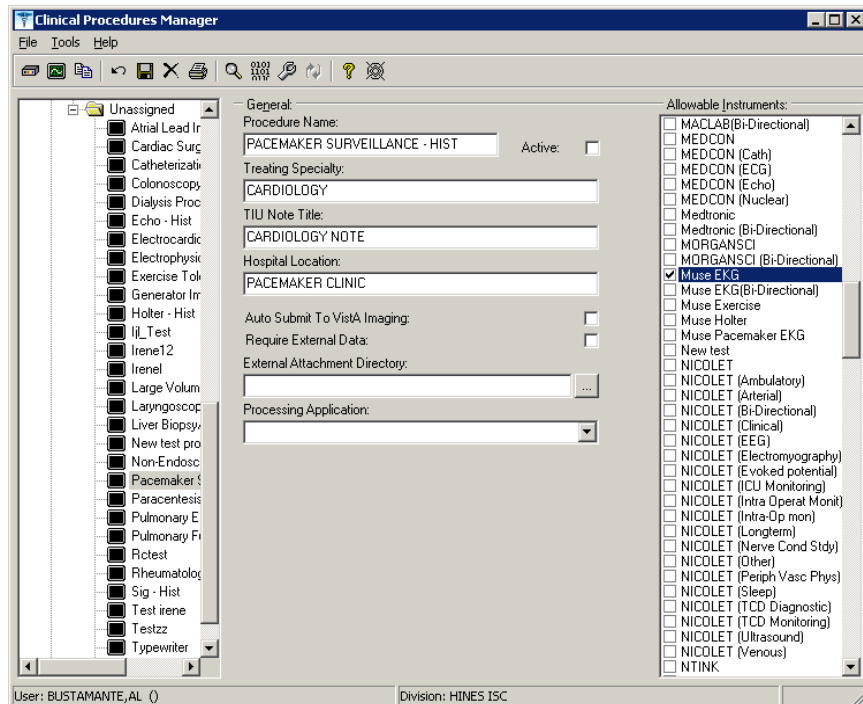 Clinical Procedures Manager
File Tools Help
Unassigned
Atrial Lead Ir
Cardiac Surg
Catheterizati
Colonoscopy
Dialysis Proc
Echo - Hist
Electrocardic
Electrophysic
Exercise Tole
Generator Im
Holter - Hist
Ijl_Test
Irene12
Irenel
Large Volum
Laryngoscop
Liver Biopsy
New test pro
Non-Endosc
Pacemaker S
Paracentesis
Pulmonary E
Pulmonary Fu
Rctest
Rheumatolog
Sig - Hist
Test irene
Testzz
Typewriter
General:
Procedure Name:
PACEMAKER SURVEILLANCE - HIST
Active:
Treating Specialty:
CARDIOLOGY
TIU Note Title:
CARDIOLOGY NOTE
Hospital Location:
PACEMAKER CLINIC
Auto Submit To VistA Imaging:
Require External Data:
External Attachment Directory:
...
Processing Application:
Allowable Instruments:
MACLAB(Bi-Directional)
MEDCON
MEDCON (Cath)
MEDCON (ECG)
MEDCON (Echo)
MEDCON (Nuclear)
Medtronic
Medtronic (Bi-Directional)
MORGANSCI
MORGANSCI (Bi-Directional)
Muse EKG
Muse EKG(Bi-Directional)
Muse Exercise
Muse Holter
Muse Pacemaker EKG
New test
NICOLET
NICOLET (Ambulatory)
NICOLET (Arterial)
NICOLET (Bi-Directional)
NICOLET (Clinical)
NICOLET (EEG)
NICOLET (Electromyography)
NICOLET (Evoked potential)
NICOLET (ICU Monitoring)
NICOLET (Intra Operat Monit)
NICOLET (Intra-Op mon)
NICOLET (Longterm)
NICOLET (Nerve Cond Stdy)
NICOLET (Other)
NICOLET (Periph Vasc Phys)
NICOLET (Sleep)
NICOLET (TCD Diagnostic)
NICOLET (TCD Monitoring)
NICOLET (Ultrasound)
NICOLET (Venous)
NTINK
User: BUSTAMANTE,AL ()
Division: HINES ISC